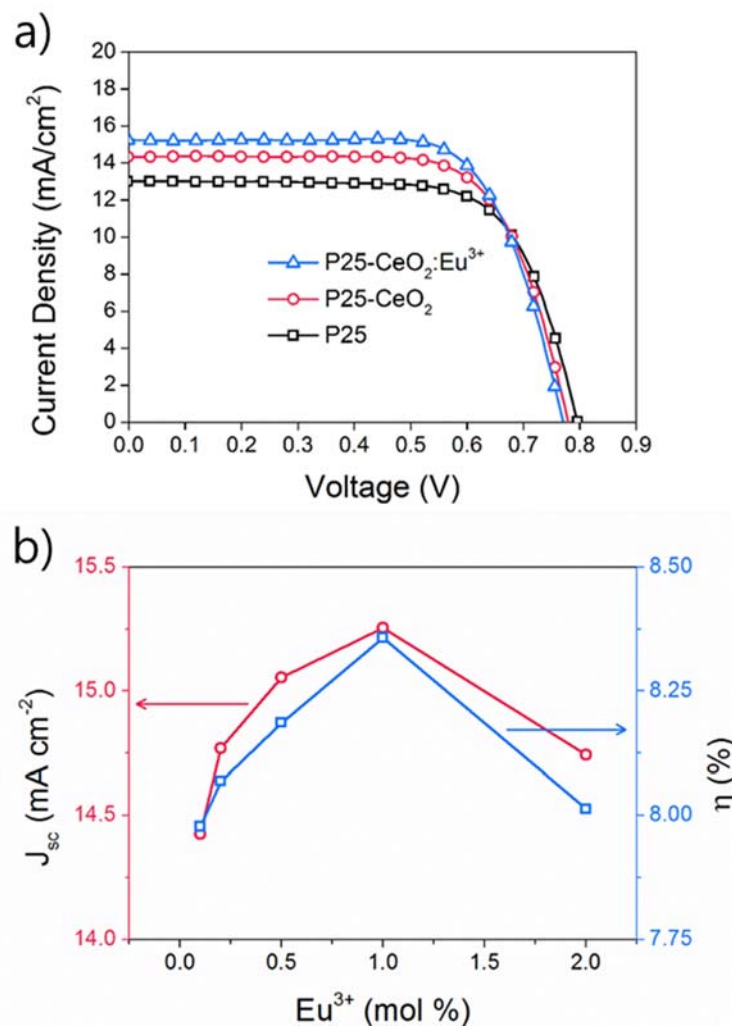 a)
20
18
16
14
12
10
8
6
4
2
0
Current Density (mA/cm²)
P25-CeO₂:Eu³⁺
P25-CeO₂
P25
0.0 0.1 0.2 0.3 0.4 0.5 0.6 0.7 0.8 0.9
Voltage (V)
b)
15.5
15.0
14.5
14.0
J_sc (mA cm⁻²)
8.50
8.25
8.00
7.75
η (%)
0.0 0.5 1.0 1.5 2.0
Eu³⁺ (mol %)